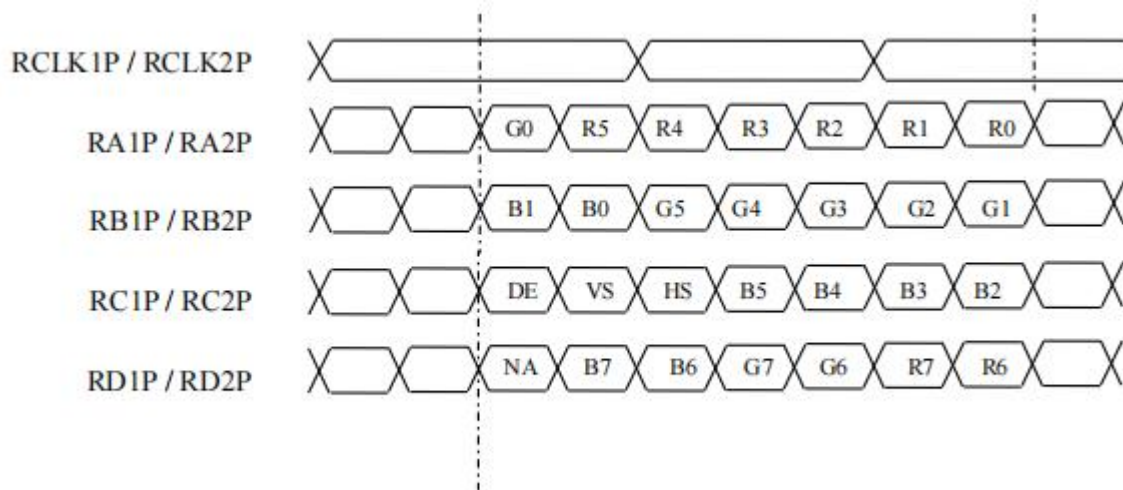 RCLK1P / RCLK2P
RA1P / RA2P G0 R5 R4 R3 R2 R1 R0
RB1P / RB2P B1 B0 G5 G4 G3 G2 G1
RC1P / RC2P DE VS HS B5 B4 B3 B2
RD1P / RD2P NA B7 B6 G7 G6 R7 R6